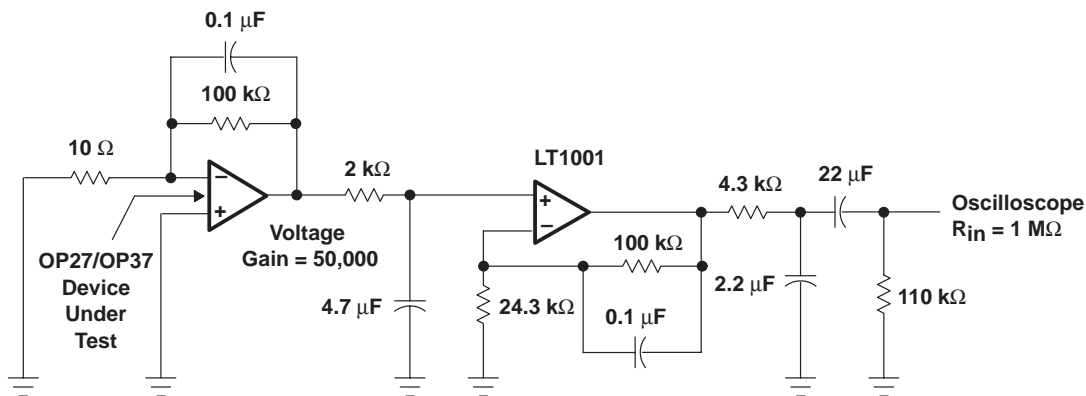 0.1 μF
100 kΩ
10 Ω
−
+
OP27/OP37
Device
Under
Test
Voltage
Gain = 50,000
2 kΩ
4.7 μF
LT1001
+
−
24.3 kΩ
100 kΩ
0.1 μF
4.3 kΩ
2.2 μF
22 μF
110 kΩ
Oscilloscope
Rin = 1 MΩ